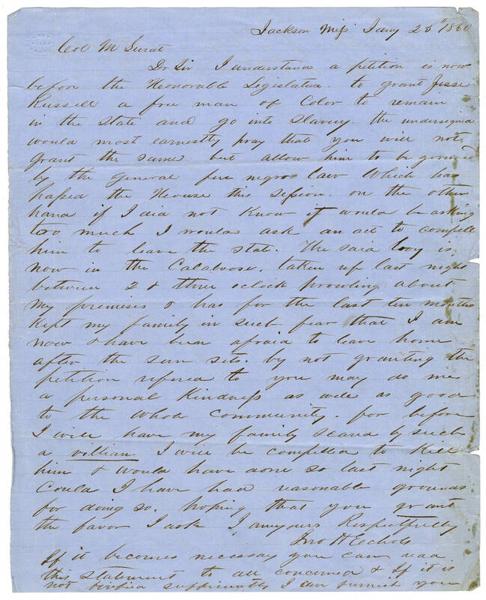 Jackson Miſs Jany 25th 1860
Col M Surat
Dr Sir I understand a petition is now
before the Honorable Legislature to grant Jesse
Russell a free man of Color to remain
in the State and go into Slavery. the undersigned
would most earnestly pray that you will not
grant the same but allow him to be governed
by the General free negros law Which has
paſsed the House this Session. on the other
hand if I did not Know it would be asking
too much I would ask an act to compell
him to leave the state. The said boy is
now in the Calaboose. taken up last night
between 2 & three oclock prowling about
My premises & has for the last ten months
Kept my family in such fear that I am
now & have been afraid to leave home
after the sun sets. by not granting the
petition refered to you may do me
a personal Kindneſs as well as good
to the whole Community. for before
I will have my family scared by such
a villian. I will be compelled to Kill
him & would have done so last night
Could I have had reasonable grounds
for doing so. hoping that you grant
the favor I ask I am yours Respectfully
Jno H Echols
If it becomes necessary you can read
this statement to all concerned & If it is
not sufficiently I can furnish you